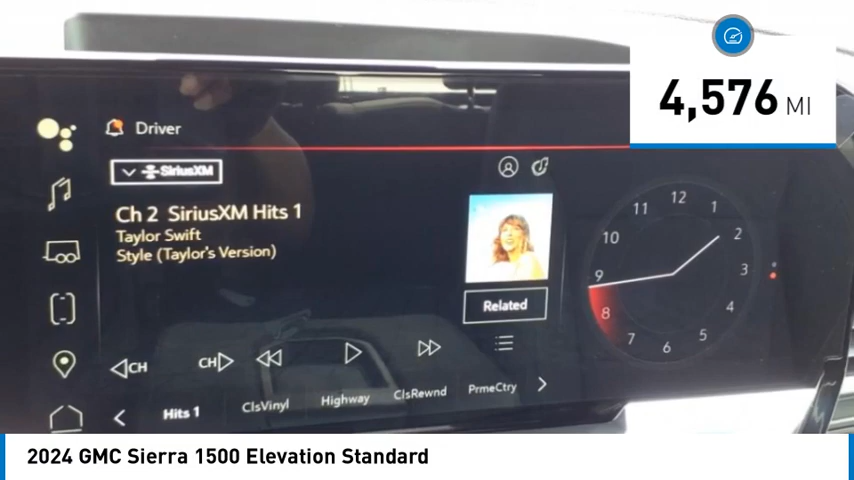 4,576 MI
Driver
SiriusXM
Ch 2 SiriusXM Hits 1
Taylor Swift
Style (Taylor's Version)
Related
CH
CH
Hits 1
ClsVinyl
Highway
ClsRewnd
PrmeCtry
12
1
2
3
4
5
6
7
8
9
10
11
2024 GMC Sierra 1500 Elevation Standard